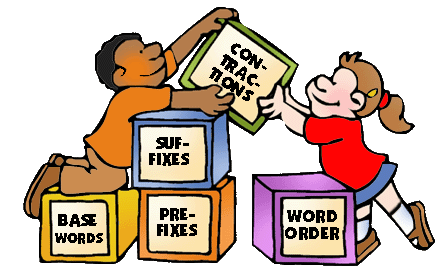 CON-
TRAC-
TIONS
SUF-
FIXES
BASE
WORDS
PRE-
FIXES
WORD
ORDER